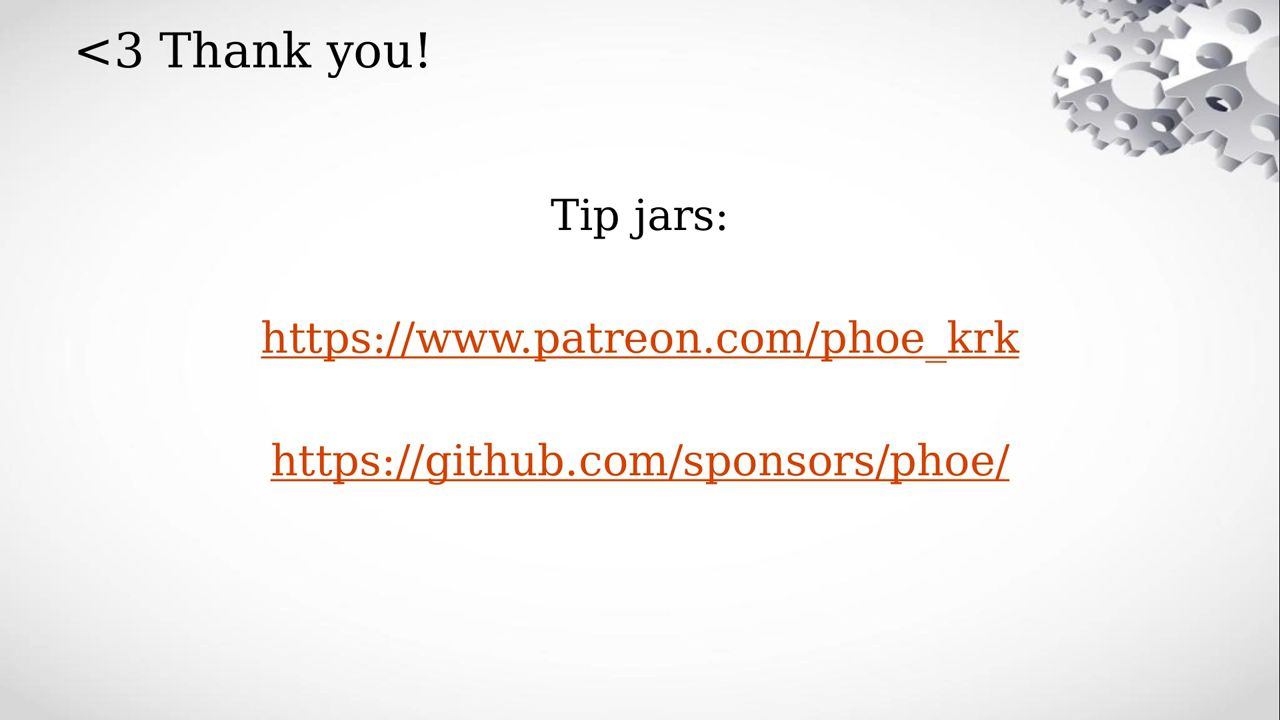 <3 Thank you!
Tip jars:
https://www.patreon.com/phoe_krk
https://github.com/sponsors/phoe/